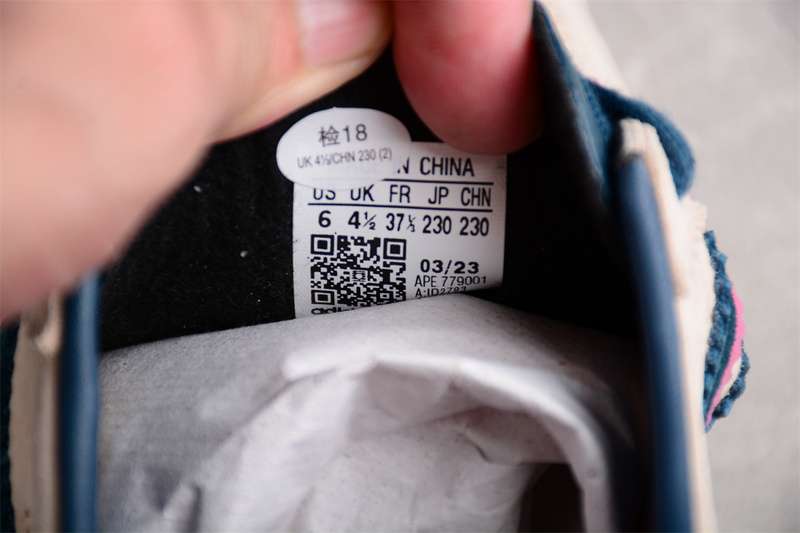 检18
UK 4½/CHN 230 (2)
N CHINA
US UK FR JP CHN
6 4½ 37⅓ 230 230
03/23
APE 779001